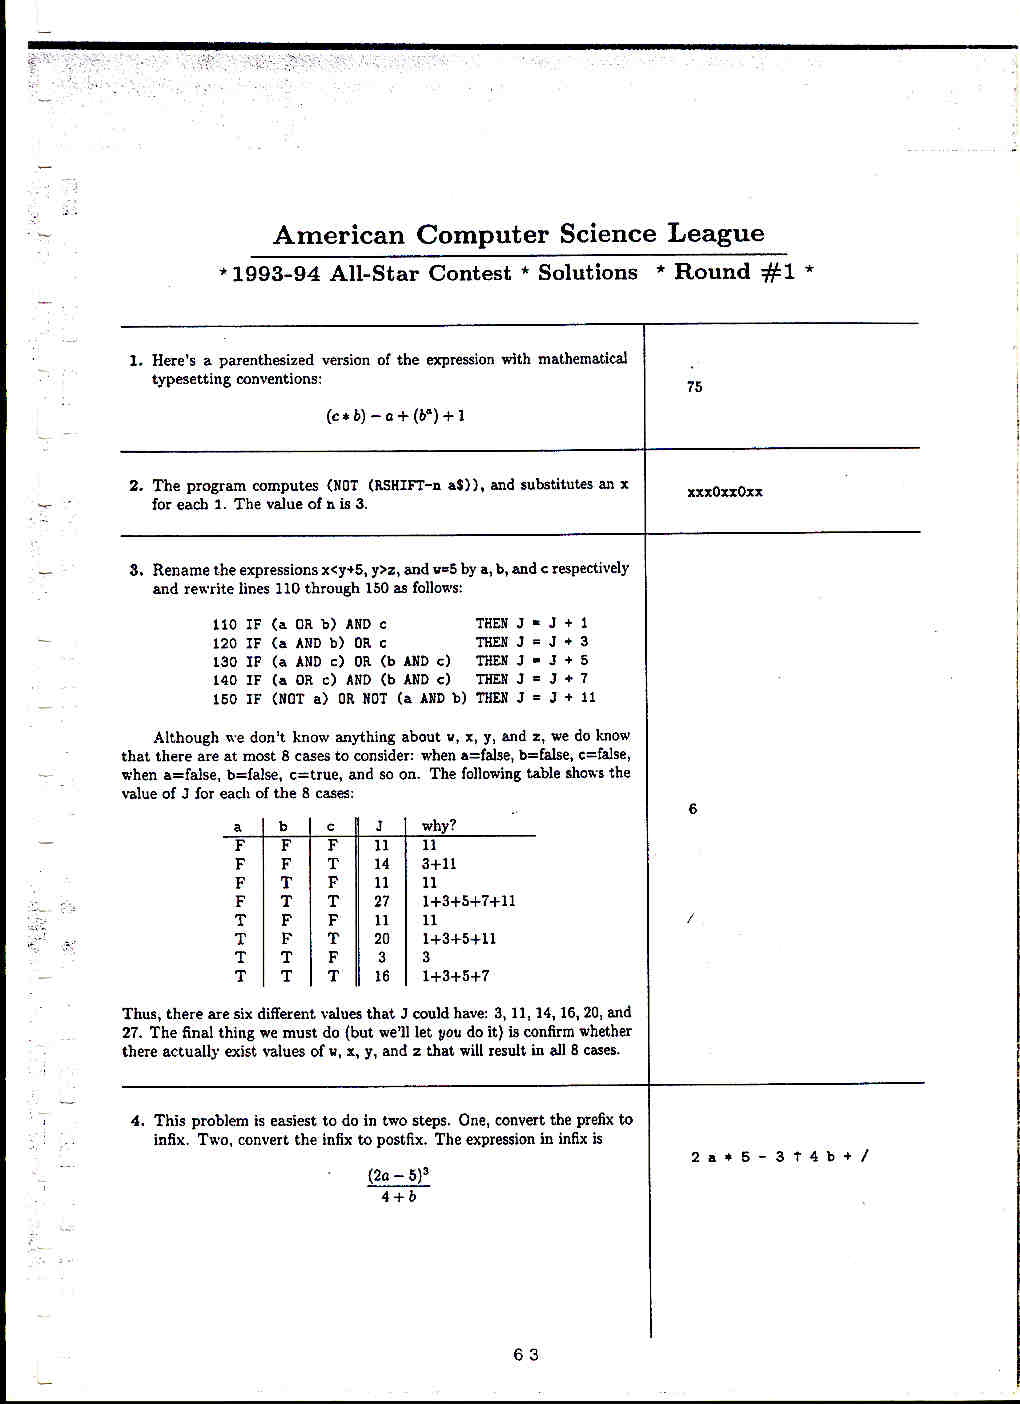 American Computer Science League
* 1993-94 All-Star Contest * Solutions * Round #1 *
1. Here's a parenthesized version of the expression with mathematical
typesetting conventions:
(c * b) − a + (bᵃ) + 1
75
2. The program computes (NOT (RSHIFT-n a$)), and substitutes an x
for each 1. The value of n is 3.
xxx0xx0xx
3. Rename the expressions x<y+5, y>z, and w=5 by a, b, and c respectively
and rewrite lines 110 through 150 as follows:
110 IF (a OR b) AND c THEN J = J + 1
120 IF (a AND b) OR c THEN J = J + 3
130 IF (a AND c) OR (b AND c) THEN J = J + 5
140 IF (a OR c) AND (b AND c) THEN J = J + 7
150 IF (NOT a) OR NOT (a AND b) THEN J = J + 11
Although we don't know anything about w, x, y, and z, we do know
that there are at most 8 cases to consider: when a=false, b=false, c=false,
when a=false, b=false, c=true, and so on. The following table shows the
value of J for each of the 8 cases:
a b c J why?
F F F 11 11
F F T 14 3+11
F T F 11 11
F T T 27 1+3+5+7+11
T F F 11 11
T F T 20 1+3+5+11
T T F 3 3
T T T 16 1+3+5+7
Thus, there are six different values that J could have: 3, 11, 14, 16, 20, and
27. The final thing we must do (but we'll let you do it) is confirm whether
there actually exist values of w, x, y, and z that will result in all 8 cases.
6
4. This problem is easiest to do in two steps. One, convert the prefix to
infix. Two, convert the infix to postfix. The expression in infix is
(2a − 5)³
4 + b
2 a * 5 - 3 ↑ 4 b + /
63